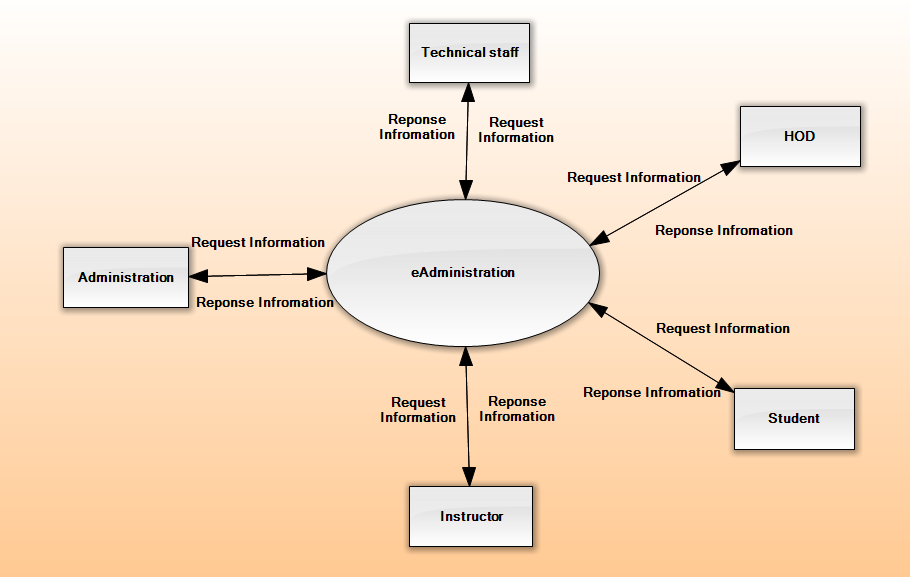 Technical staff
Reponse
Infromation
Request
Information
HOD
Request Information
Reponse Infromation
Request Information
Administration
eAdministration
Reponse Infromation
Request Information
Reponse Infromation
Student
Request
Information
Reponse
Infromation
Instructor